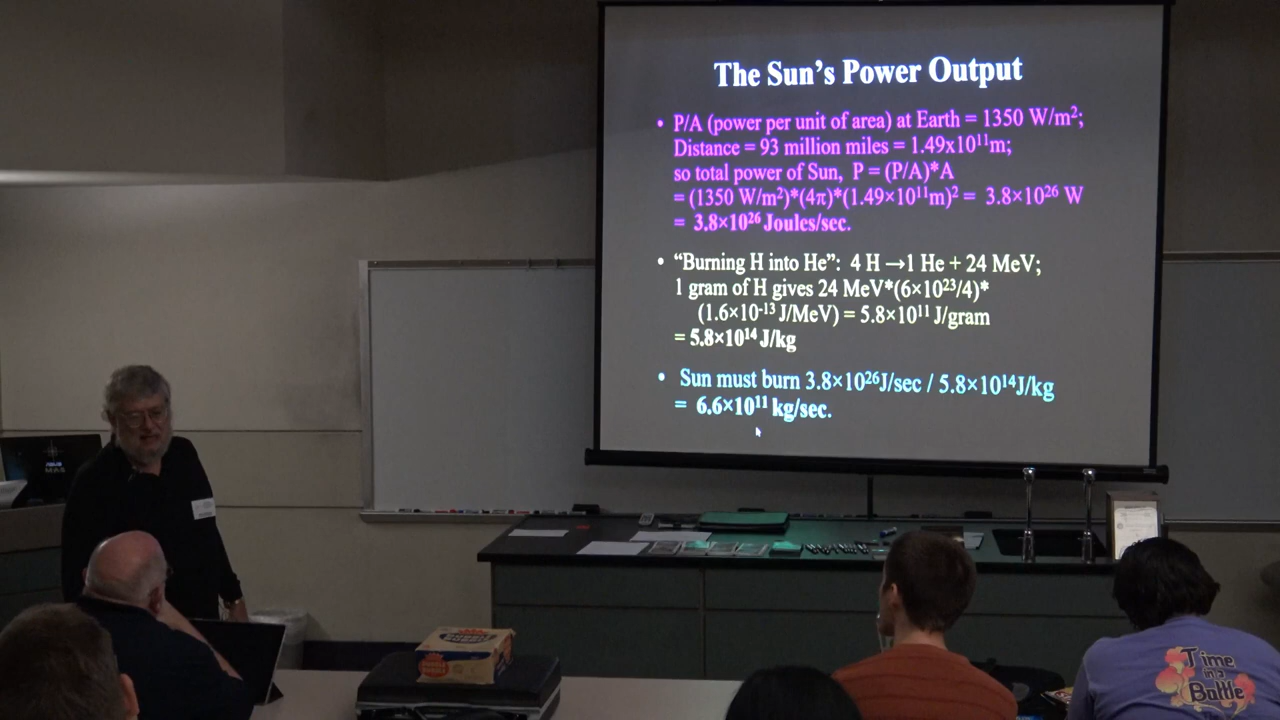 The Sun's Power Output
• P/A (power per unit of area) at Earth = 1350 W/m²;
Distance = 93 million miles = 1.49x10¹¹m;
so total power of Sun, P = (P/A)*A
= (1350 W/m²)*(4π)*(1.49×10¹¹m)² = 3.8×10²⁶ W
= 3.8×10²⁶ Joules/sec.
• "Burning H into He": 4 H →1 He + 24 MeV;
1 gram of H gives 24 MeV*(6×10²³/4)*
(1.6×10⁻¹³ J/MeV) = 5.8×10¹¹ J/gram
= 5.8×10¹⁴ J/kg
• Sun must burn 3.8×10²⁶J/sec / 5.8×10¹⁴J/kg
= 6.6×10¹¹ kg/sec.
Time
in a
Bottle